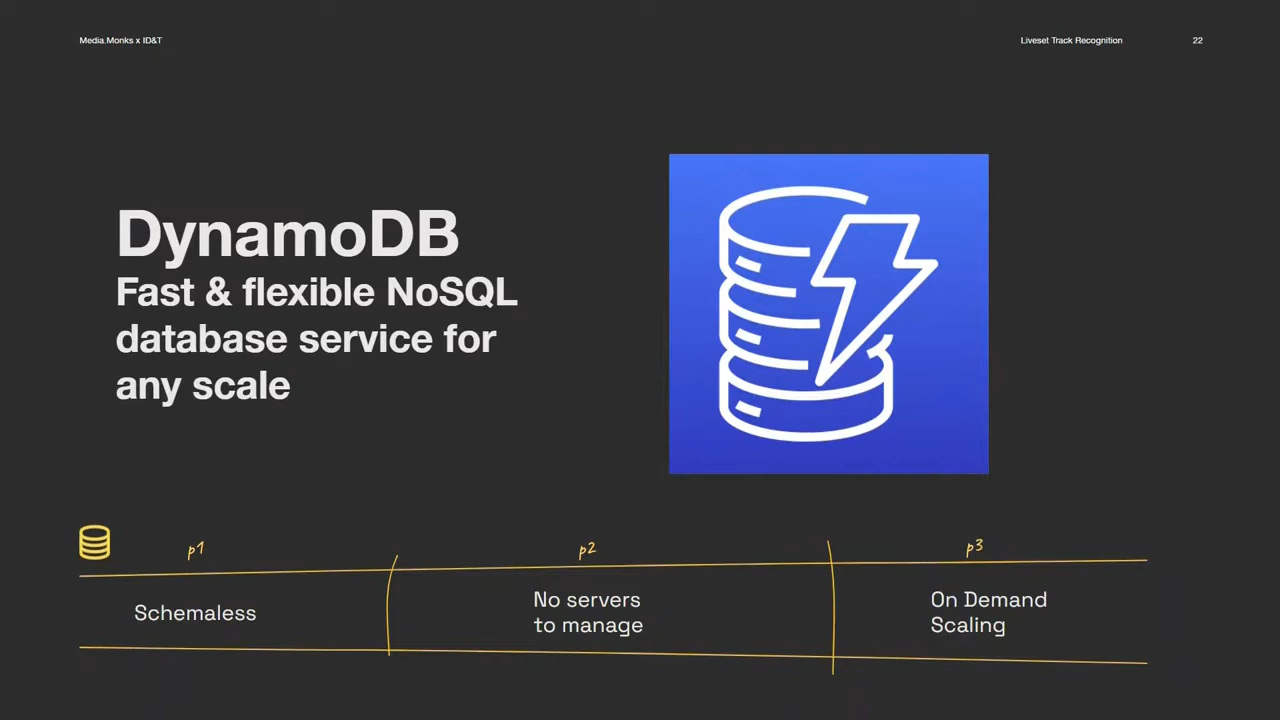 Media.Monks x ID&T
Liveset Track Recognition
22
DynamoDB
Fast & flexible NoSQL
database service for
any scale
p1
p2
p3
Schemaless
No servers
to manage
On Demand
Scaling